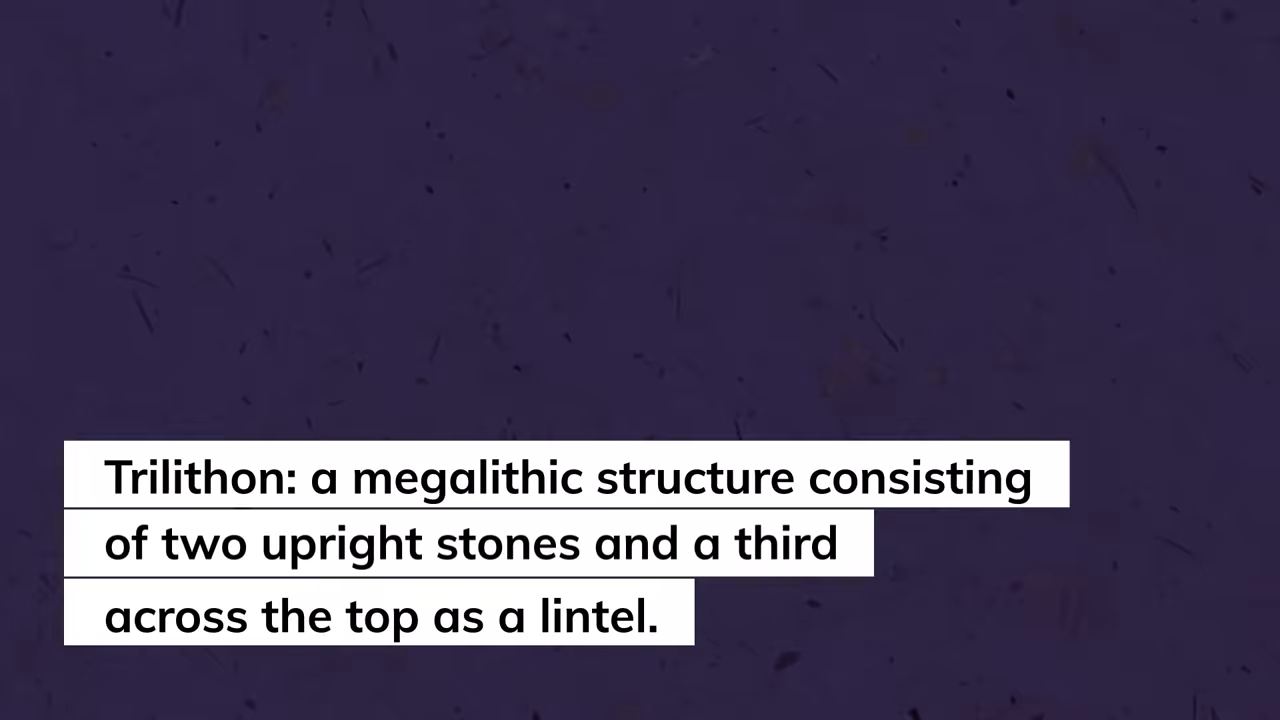 Trilithon: a megalithic structure consisting
of two upright stones and a third
across the top as a lintel.